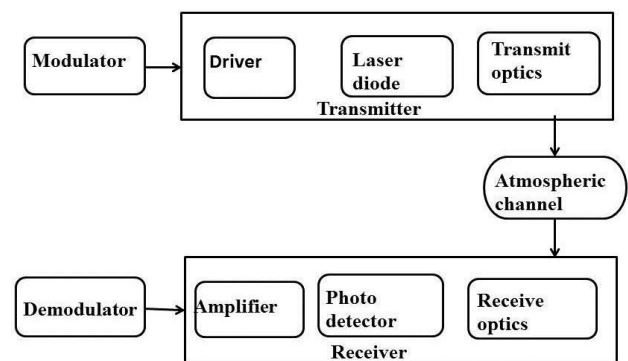 Modulator
Driver
Laser
diode
Transmit
optics
Transmitter
Atmospheric
channel
Demodulator
Amplifier
Photo
detector
Receive
optics
Receiver